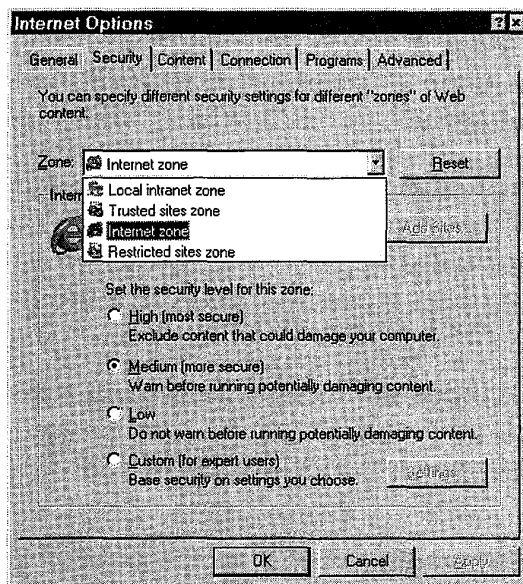 Internet Options
General Security Content Connection Programs Advanced
You can specify different security settings for different "zones" of Web
content.
Zone: Internet zone Reset
Local intranet zone
Intern
Trusted sites zone
Add Sites...
Internet zone
Restricted sites zone
Set the security level for this zone:
High (most secure)
Exclude content that could damage your computer.
Medium (more secure)
Warn before running potentially damaging content.
Low
Do not warn before running potentially damaging content.
Custom (for expert users)
Settings...
Base security on settings you choose.
OK Cancel Apply